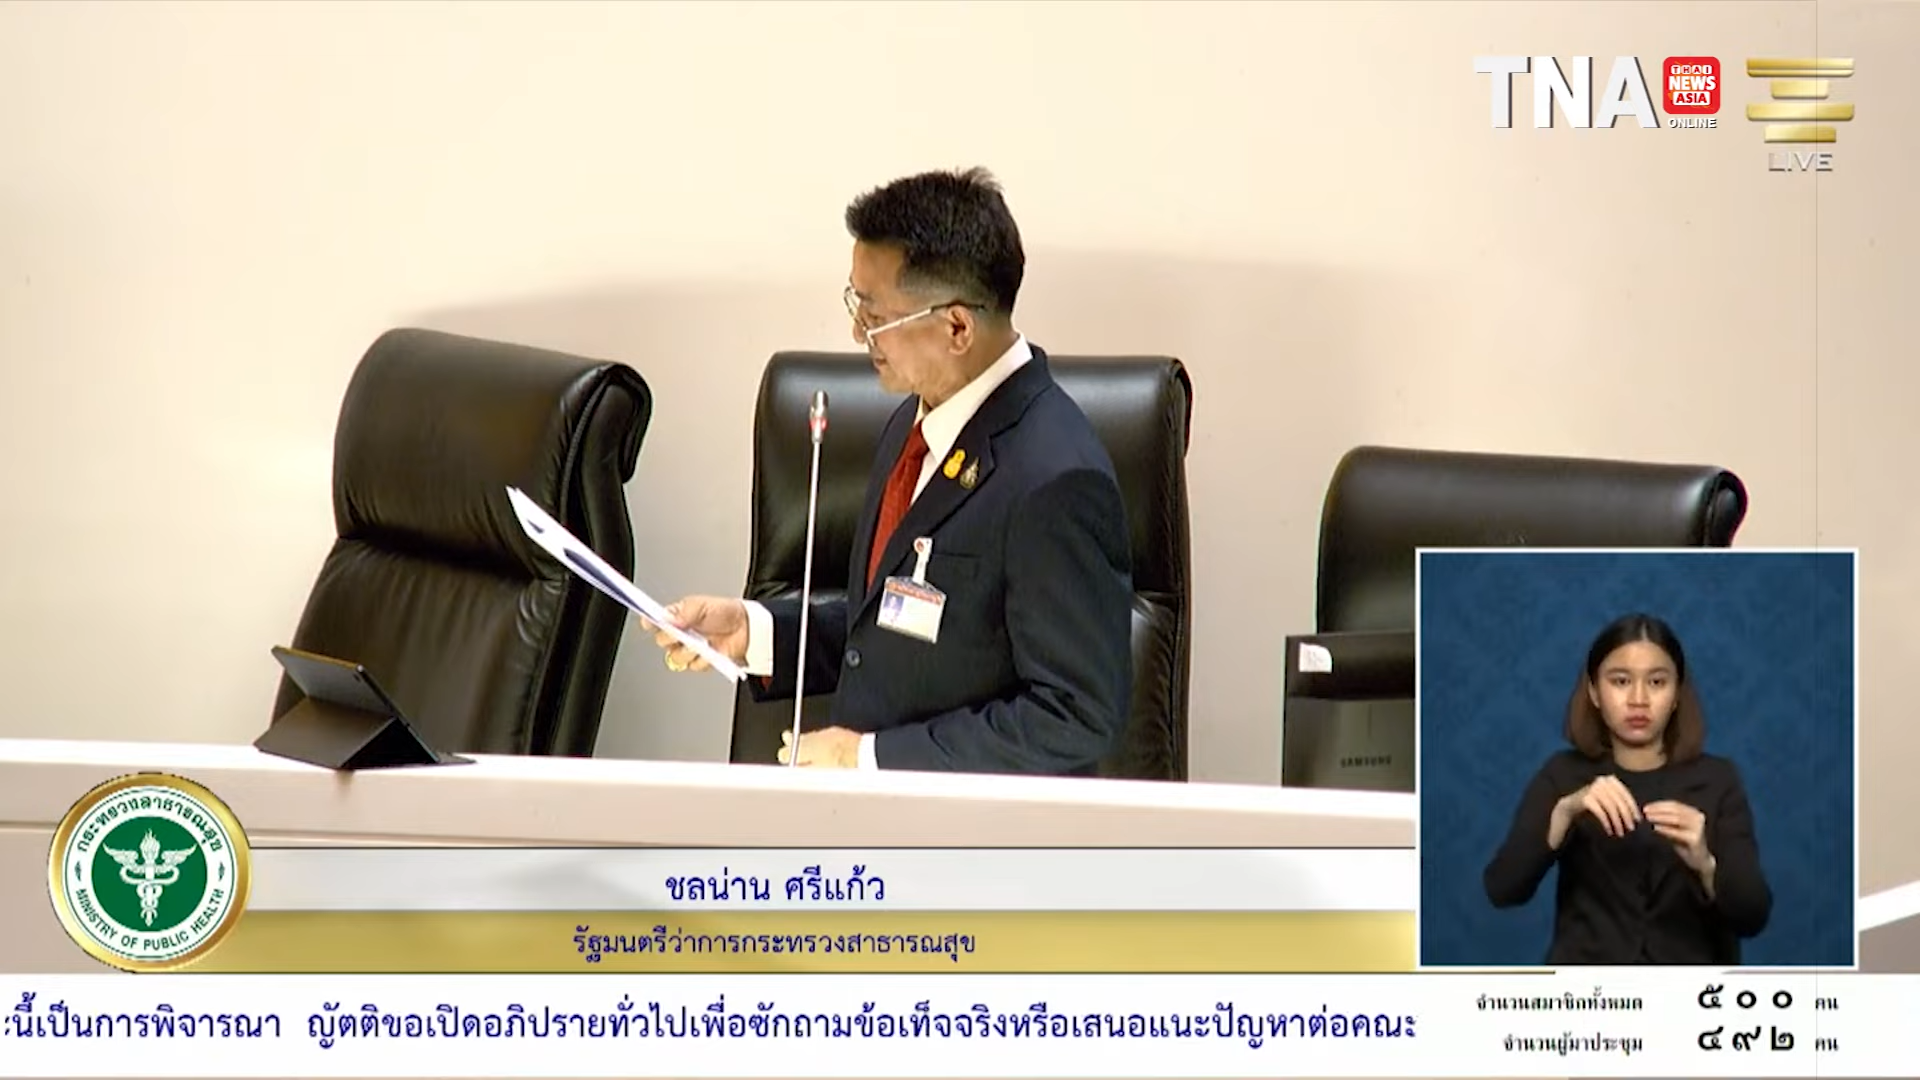 TNA
THAI
NEWS
ASIA
ONLINE
LIVE
SAMSUNG
กระทรวงสาธารณสุข
MINISTRY OF PUBLIC HEALTH
ชลน่าน ศรีแก้ว
รัฐมนตรีว่าการกระทรวงสาธารณสุข
ะนี้เป็นการพิจารณา ญัตติขอเปิดอภิปรายทั่วไปเพื่อซักถามข้อเท็จจริงหรือเสนอแนะปัญหาต่อคณะ
จำนวนสมาชิกทั้งหมด ๕๐๐ คน
จำนวนผู้มาประชุม ๔๙๒ คน